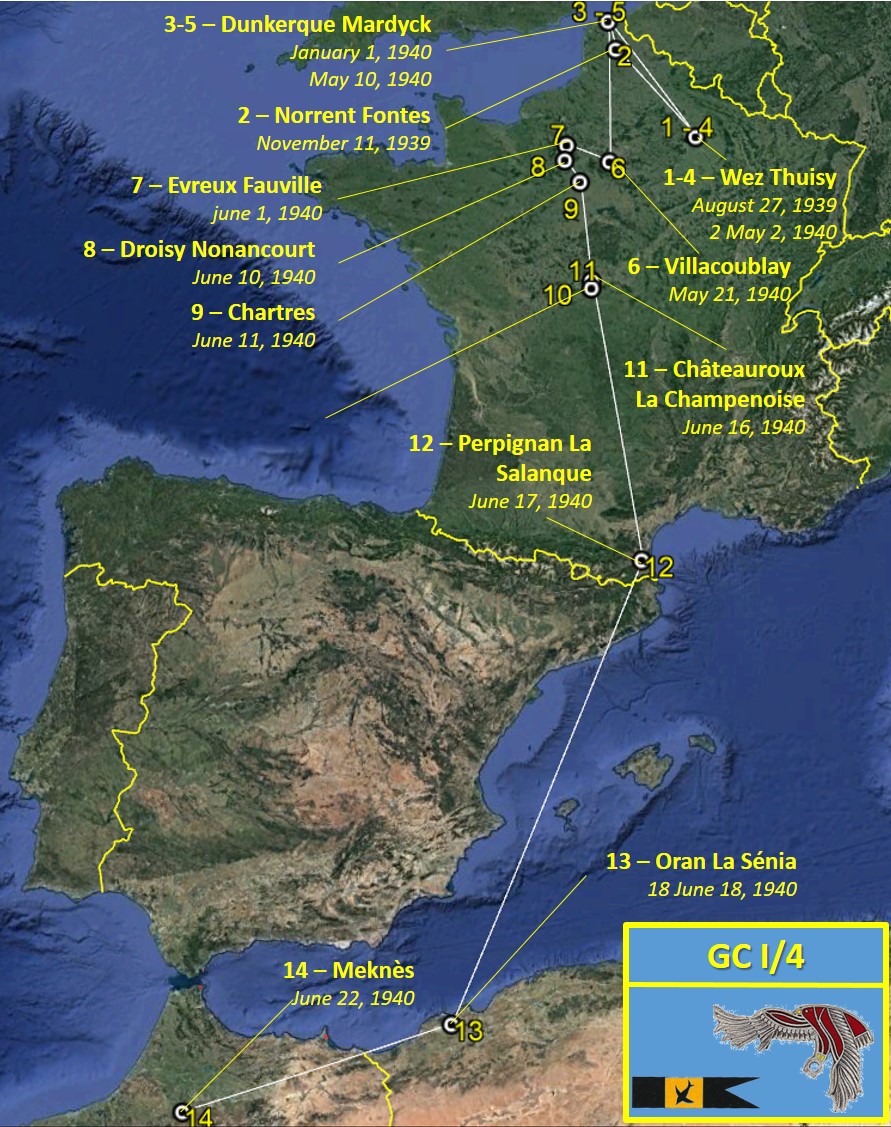 3-5 – Dunkerque Mardyck
January 1, 1940
May 10, 1940
3 - 5
2
2 – Norrent Fontes
November 11, 1939
1 - 4
7
8
6
9
7 – Evreux Fauville
june 1, 1940
1-4 – Wez Thuisy
August 27, 1939
2 May 2, 1940
8 – Droisy Nonancourt
June 10, 1940
6 – Villacoublay
May 21, 1940
9 – Chartres
June 11, 1940
11
10
11 – Châteauroux
La Champenoise
June 16, 1940
12 – Perpignan La
Salanque
June 17, 1940
12
13 – Oran La Sénia
18 June 18, 1940
14 – Meknès
June 22, 1940
13
14
GC I/4